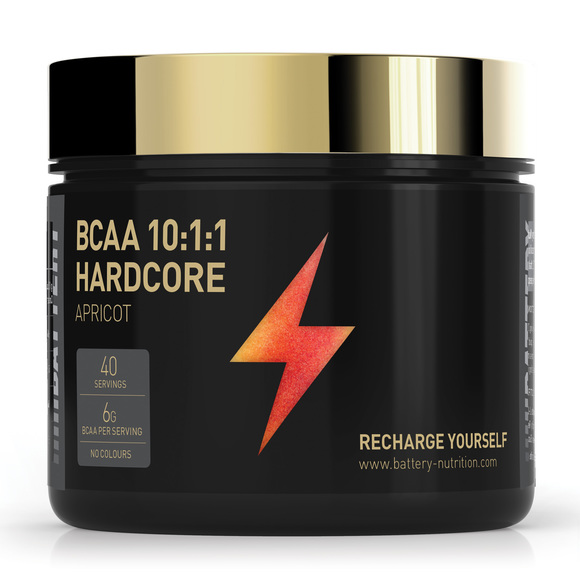 BCAA 10:1:1
HARDCORE
APRICOT
40
SERVINGS
6G
BCAA PER SERVING
NO COLOURS
RECHARGE YOURSELF
www.battery-nutrition.com